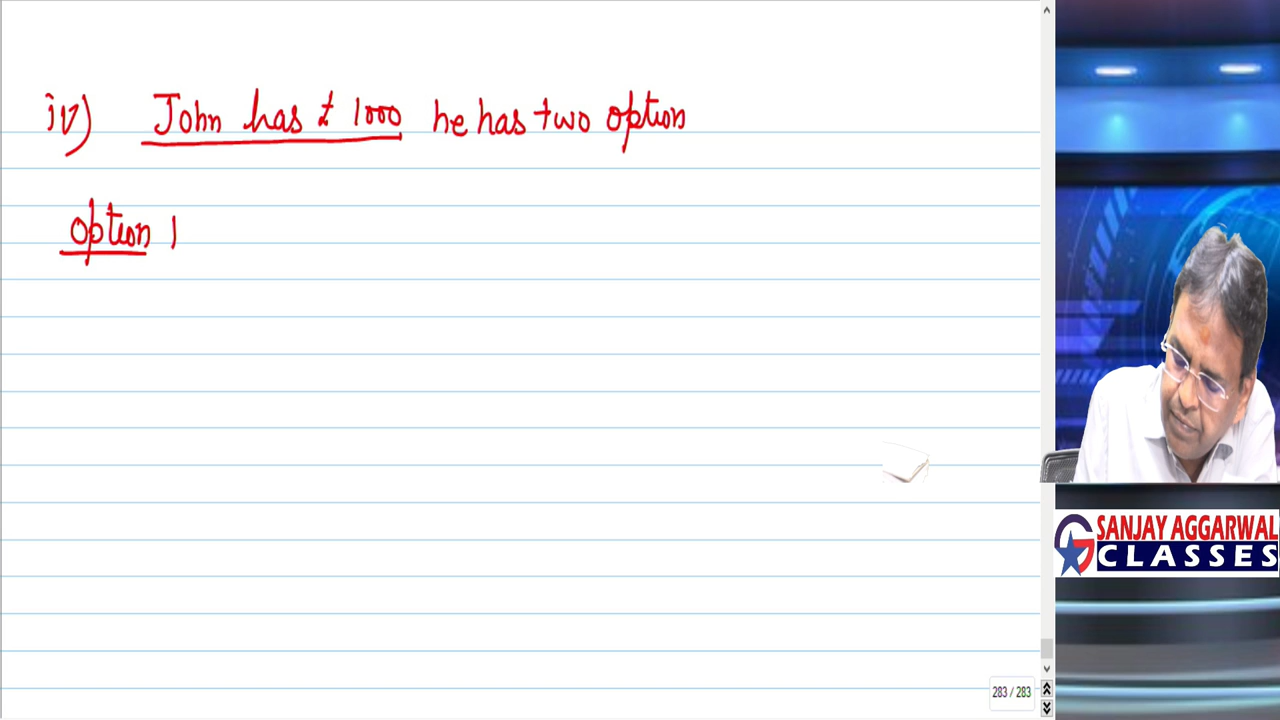 iv) John has £ 1000 he has two option
option 1
283 / 283
SANJAY AGGARWAL
CLASSES